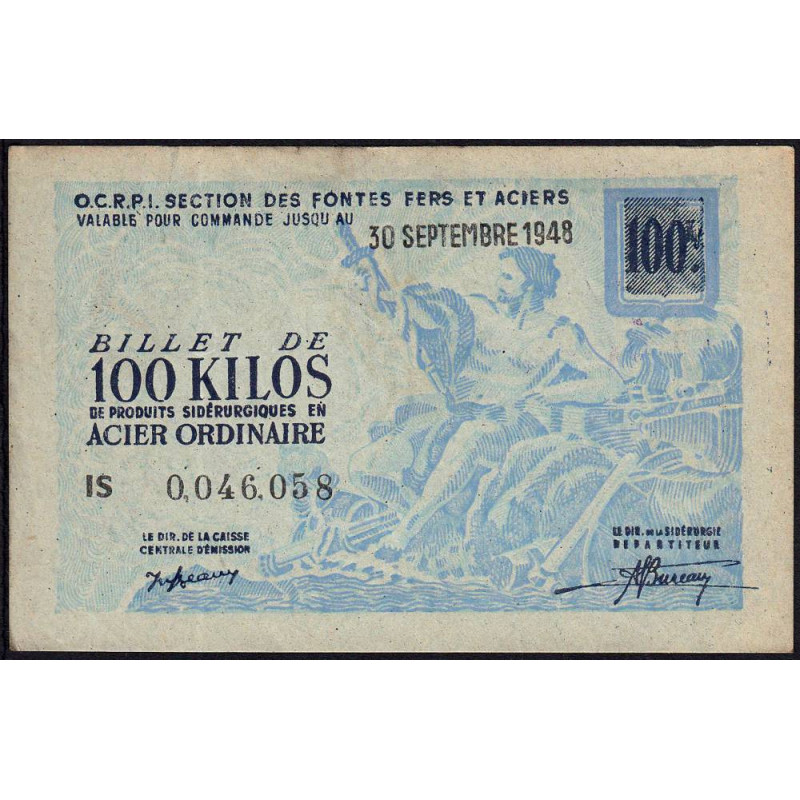 O.C.R.P.I. SECTION DES FONTES FERS ET ACIERS
VALABLE POUR COMMANDE JUSQU'AU
30 SEPTEMBRE 1948
100K.
BILLET DE
100 KILOS
DE PRODUITS SIDÉRURGIQUES EN
ACIER ORDINAIRE
IS 0,046,058
LE DIR. DE LA CAISSE
CENTRALE D'ÉMISSION
LE DIR. DE LA SIDÉRURGIE
REPARTITEUR